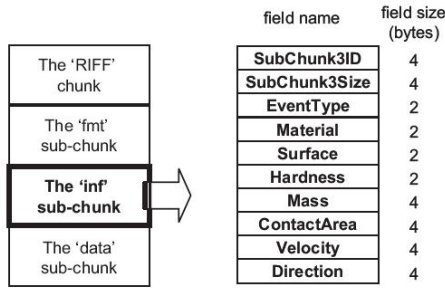 field name
field size
(bytes)
The ‘RIFF’
chunk
The ‘fmt’
sub-chunk
The ‘inf’
sub-chunk
The ‘data’
sub-chunk
SubChunk3ID 4
SubChunk3Size 4
EventType 2
Material 2
Surface 2
Hardness 2
Mass 4
ContactArea 4
Velocity 4
Direction 4